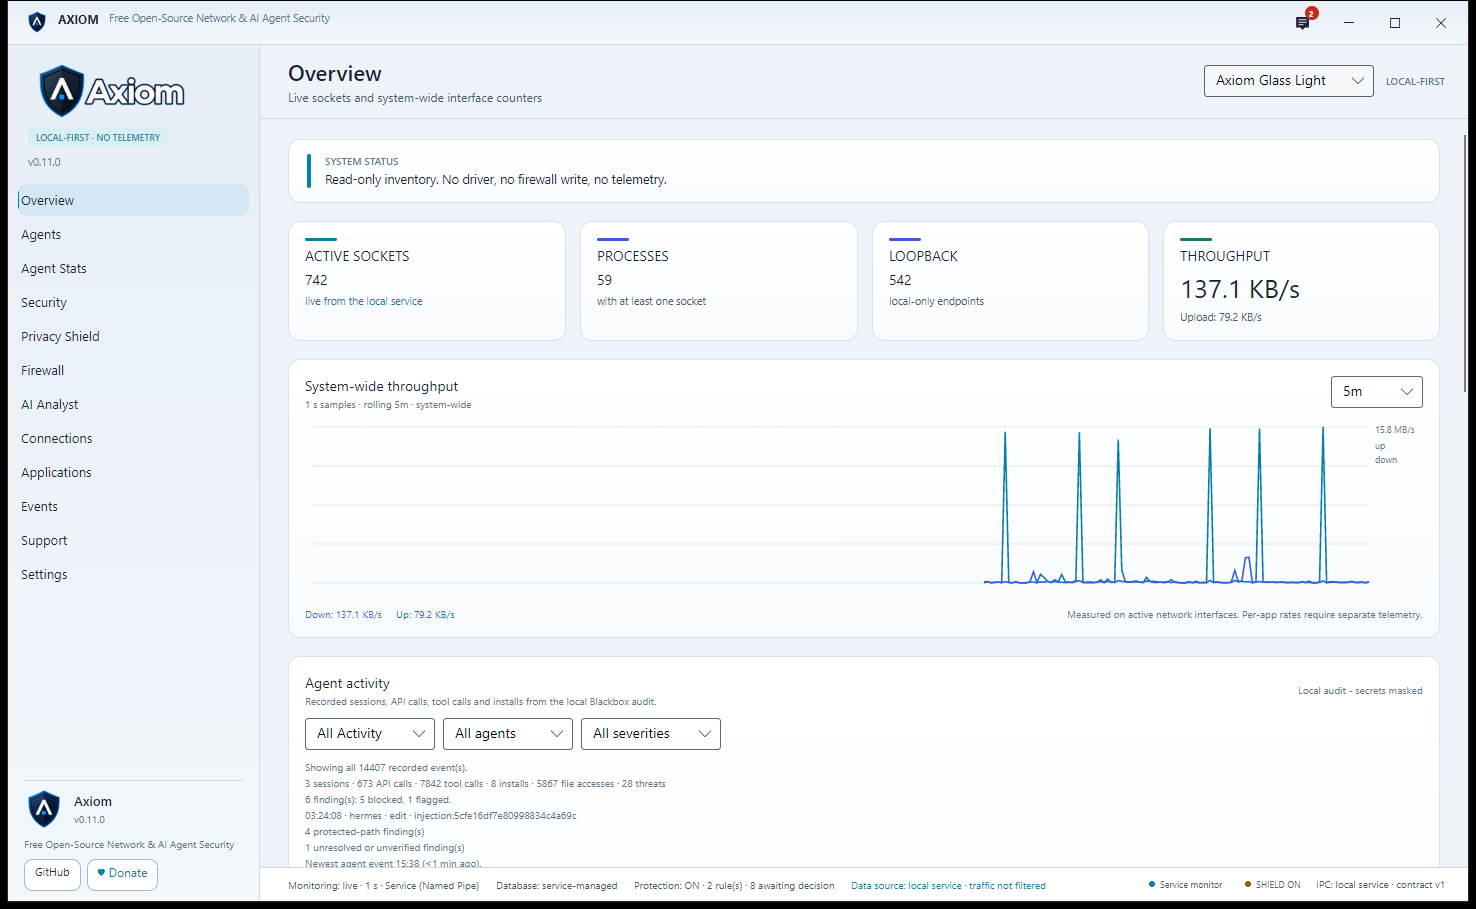 AXIOM Free Open-Source Network & AI Agent Security
2
Axiom
LOCAL-FIRST - NO TELEMETRY
v0.11.0
Overview
Agents
Agent Stats
Security
Privacy Shield
Firewall
AI Analyst
Connections
Applications
Events
Support
Settings
Axiom
v0.11.0
Free Open-Source Network & AI Agent Security
GitHub
♥ Donate
Overview
Live sockets and system-wide interface counters
Axiom Glass Light
LOCAL-FIRST
SYSTEM STATUS
Read-only inventory. No driver, no firewall write, no telemetry.
ACTIVE SOCKETS
742
live from the local service
PROCESSES
59
with at least one socket
LOOPBACK
542
local-only endpoints
THROUGHPUT
137.1 KB/s
Upload: 79.2 KB/s
System-wide throughput
1 s samples · rolling 5m · system-wide
5m
15.8 MB/s
up
down
Down: 137.1 KB/s Up: 79.2 KB/s
Measured on active network interfaces. Per-app rates require separate telemetry.
Agent activity
Recorded sessions, API calls, tool calls and installs from the local Blackbox audit.
Local audit - secrets masked
All Activity
All agents
All severities
Showing all 14407 recorded event(s).
3 sessions · 673 API calls · 7842 tool calls · 8 installs · 5867 file accesses · 28 threats
6 finding(s): 5 blocked, 1 flagged.
03:24:08 · hermes · edit · injection:5cfe16df7e80998834c4a69c
4 protected-path finding(s)
1 unresolved or unverified finding(s)
Newest agent event 15:38 (<1 min ago).
Monitoring: live · 1 s · Service (Named Pipe) Database: service-managed Protection: ON · 2 rule(s) · 8 awaiting decision Data source: local service · traffic not filtered
Service monitor SHIELD ON IPC: local service · contract v1